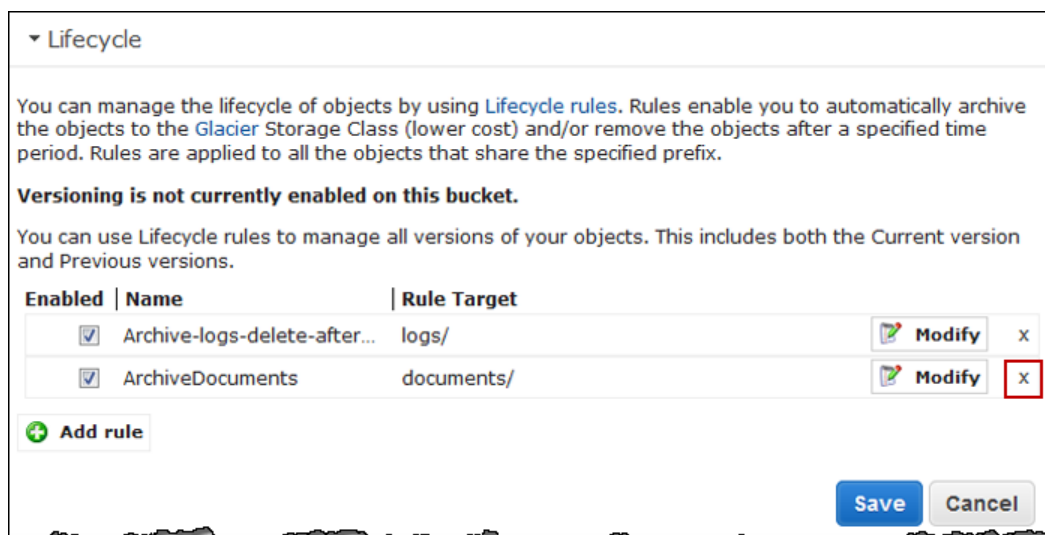 Lifecycle
You can manage the lifecycle of objects by using Lifecycle rules. Rules enable you to automatically archive
the objects to the Glacier Storage Class (lower cost) and/or remove the objects after a specified time
period. Rules are applied to all the objects that share the specified prefix.
Versioning is not currently enabled on this bucket.
You can use Lifecycle rules to manage all versions of your objects. This includes both the Current version
and Previous versions.
Enabled Name Rule Target
Archive-logs-delete-after... logs/ Modify x
ArchiveDocuments documents/ Modify x
Add rule
Save Cancel